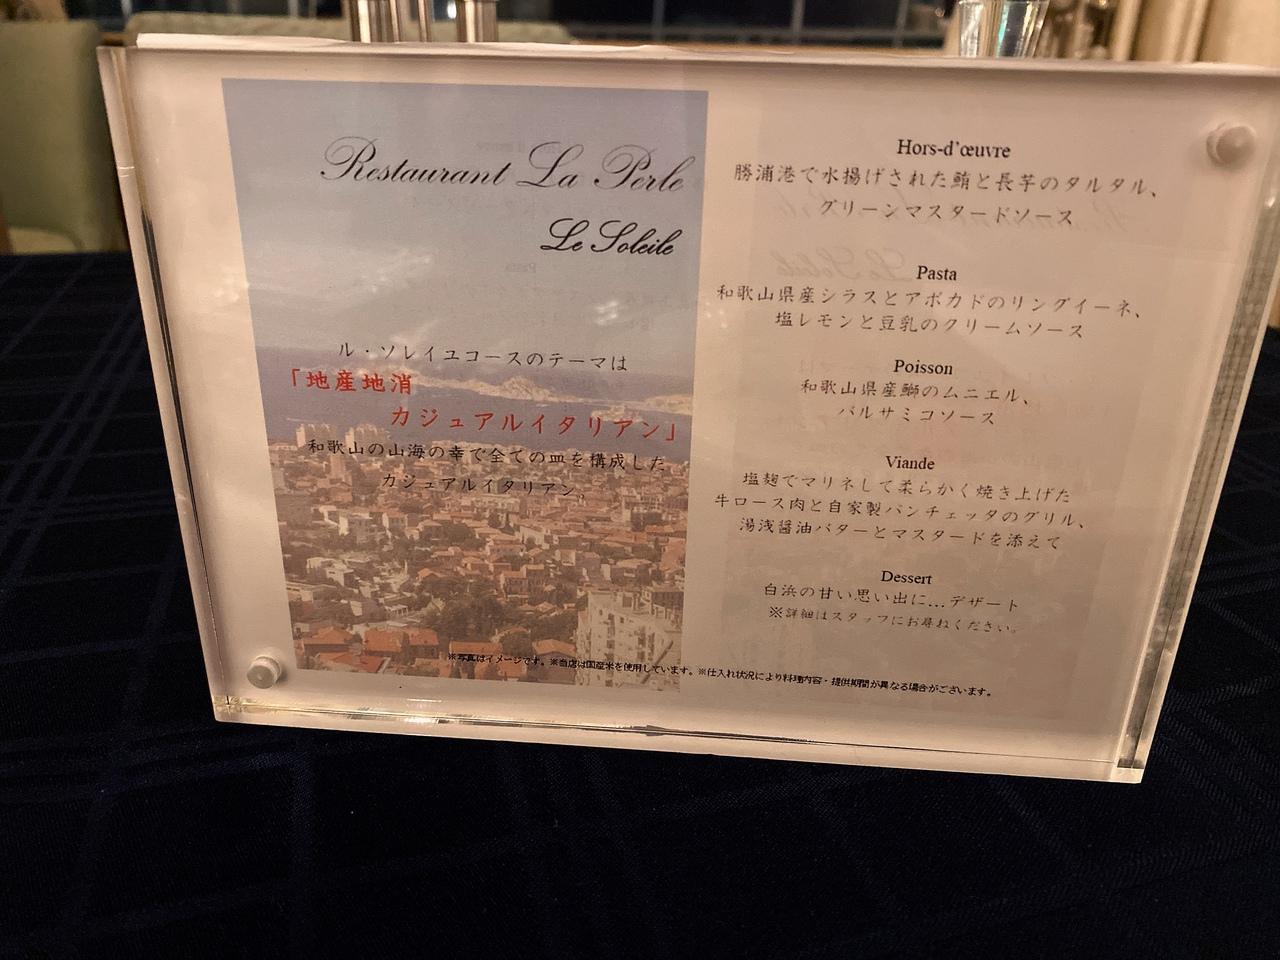 Restaurant La Perle
Le Soleile
ル・ソレイユコースのテーマは
「地産地消
カジュアルイタリアン」
和歌山の山海の幸で全ての皿を構成した
カジュアルイタリアン。
Hors-d'œuvre
勝浦港で水揚げされた鮪と長芋のタルタル、
グリーンマスタードソース
Pasta
和歌山県産シラスとアボカドのリングイーネ、
塩レモンと豆乳のクリームソース
Poisson
和歌山県産鰤のムニエル、
バルサミコソース
Viande
塩麹でマリネして柔らかく焼き上げた
牛ロース肉と自家製パンチェッタのグリル、
湯浅醤油バターとマスタードを添えて
Dessert
白浜の甘い思い出に…デザート
※詳細はスタッフにお尋ねください。
※写真はイメージです。※当店は国産米を使用しています。※仕入れ状況により料理内容・提供期間が異なる場合がございます。